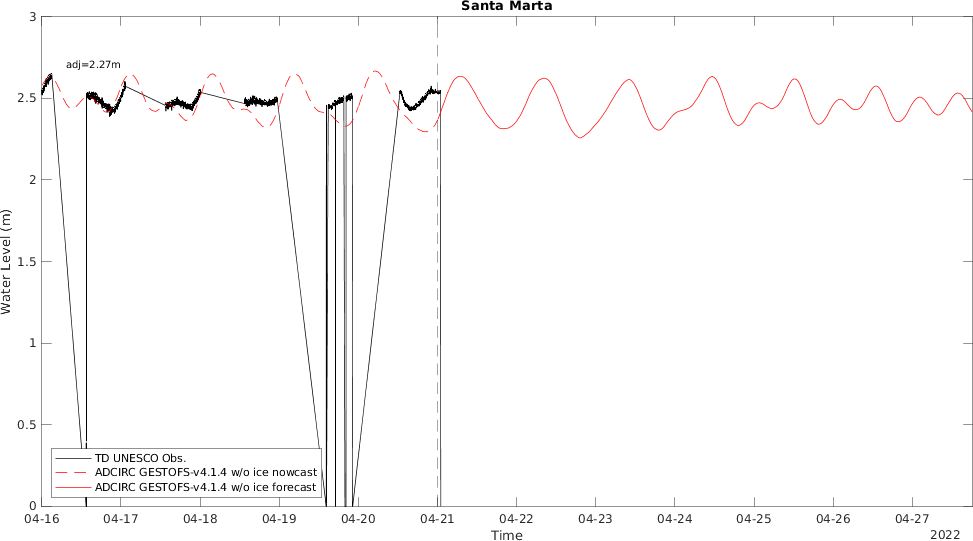 Santa Marta
adj=2.27m
3
2.5
2
1.5
1
0.5
0
Water Level (m)
TD UNESCO Obs.
ADCIRC GESTOFS-v4.1.4 w/o ice nowcast
ADCIRC GESTOFS-v4.1.4 w/o ice forecast
04-16 04-17 04-18 04-19 04-20 04-21 04-22 04-23 04-24 04-25 04-26 04-27
Time
2022